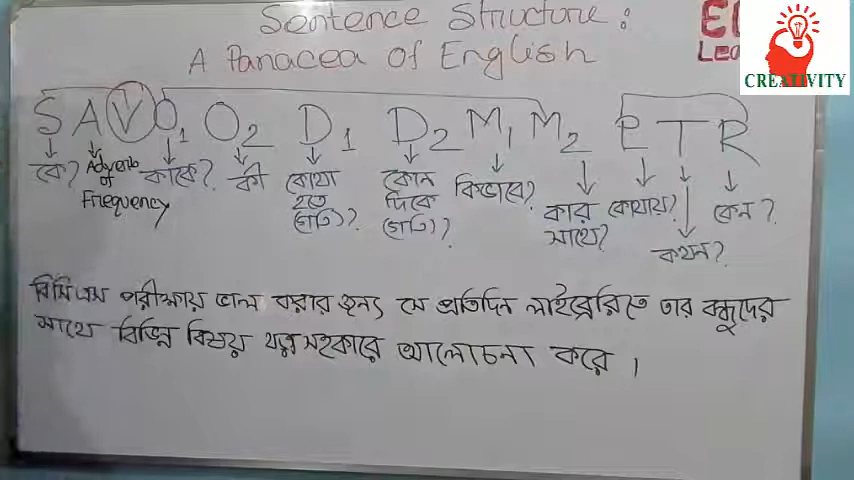 Sentence Structure:
A Panacea of English
CREATIVITY
S A V O1 O2 D1 D2 M1 M2 P T R
কে? Adverb of Frequency কাকে? কী কোথা হতে (গতি)? কোন দিকে (গতি)? কিভাবে? কার সাথে? কোথায়? কখন? কেন?
বিসিএস পরীক্ষায় ভাল করার জন্য সে প্রতিদিন লাইব্রেরিতে তার বন্ধুদের
সাথে বিভিন্ন বিষয় যত্নসহকারে আলোচনা করে।